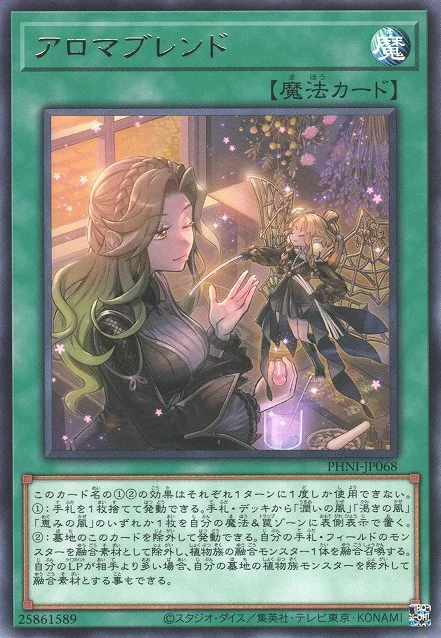 アロマブレンド
魔
【魔法カード】
PHNI-JP068
このカード名の①②の効果はそれぞれ1ターンに1度しか使用できない。
①：手札を1枚捨てて発動できる。手札・デッキから「潤いの風」「渇きの風」
「恵みの風」のいずれか1枚を自分の魔法＆罠ゾーンに表側表示で置く。
②：墓地のこのカードを除外して発動できる。自分の手札・フィールドのモン
スターを融合素材として除外し、植物族の融合モンスター1体を融合召喚する。
自分のLPが相手より多い場合、自分の墓地の植物族モンスターを除外して
融合素材とする事もできる。
25861589
©スタジオ・ダイス／集英社・テレビ東京・KONAMI